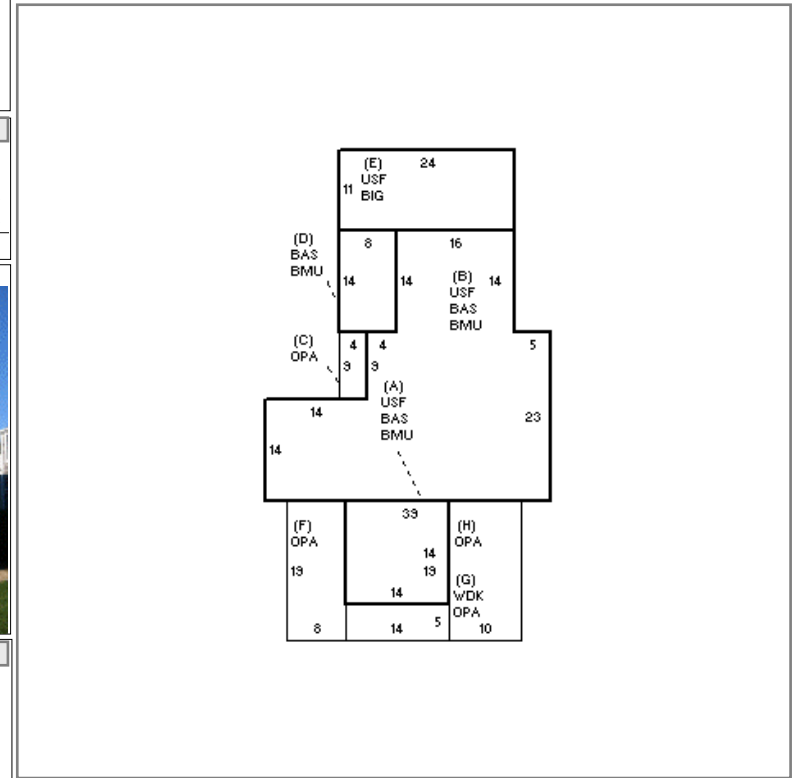 (E)
USF
BIG
24
11
(D)
BAS
BMU
8
16
14
14
(B)
USF
BAS
BMU
14
(C)
OPA
4
4
5
9
9
(A)
USF
BAS
BMU
14
23
14
39
(F)
OPA
(H)
OPA
14
19
19
14
(G)
WDK
OPA
8
14
5
10